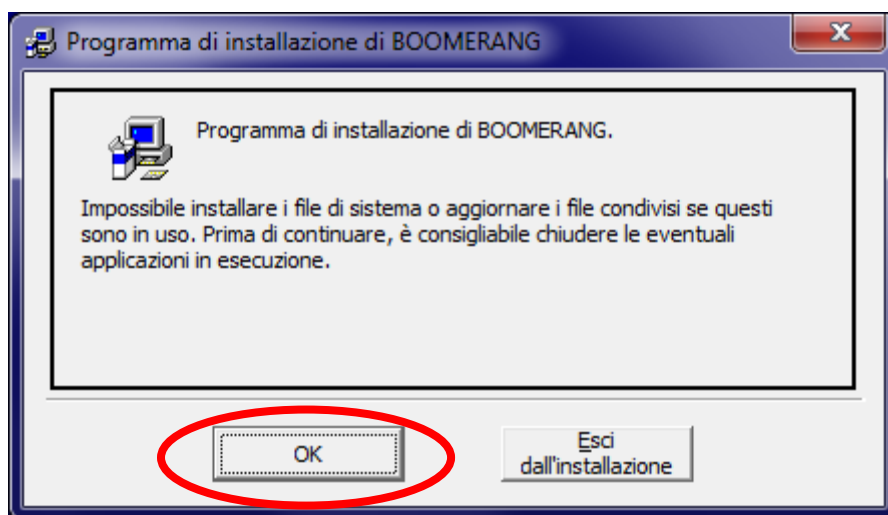 Programma di installazione di BOOMERANG
Programma di installazione di BOOMERANG.
Impossibile installare i file di sistema o aggiornare i file condivisi se questi
sono in uso. Prima di continuare, è consigliabile chiudere le eventuali
applicazioni in esecuzione.
OK
Esci
dall'installazione